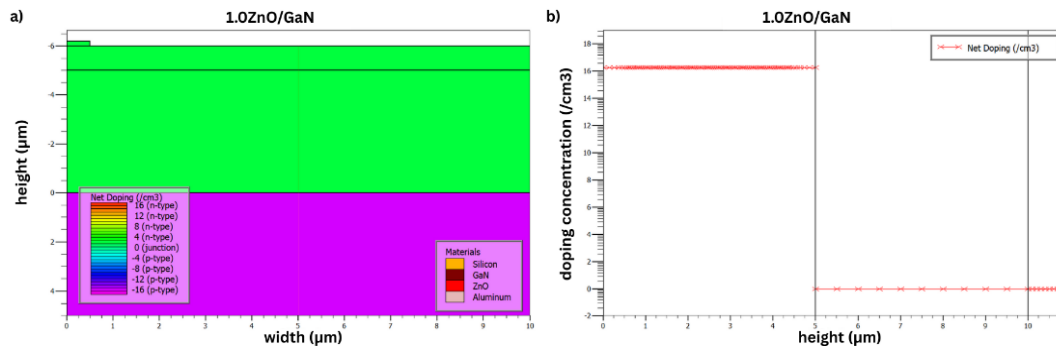 a)
1.0ZnO/GaN
-6
-4
-2
0
2
4
height (µm)
Net Doping (/cm3)
16 (n-type)
12 (n-type)
8 (n-type)
4 (n-type)
0 (junction)
-4 (p-type)
-8 (p-type)
-12 (p-type)
-16 (p-type)
Materials
Silicon
GaN
ZnO
Aluminum
0 1 2 3 4 5 6 7 8 9 10
width (µm)
b)
1.0ZnO/GaN
Net Doping (/cm3)
18
16
14
12
10
8
6
4
2
0
-2
doping concentration (/cm3)
0 1 2 3 4 5 6 7 8 9 10
height (µm)